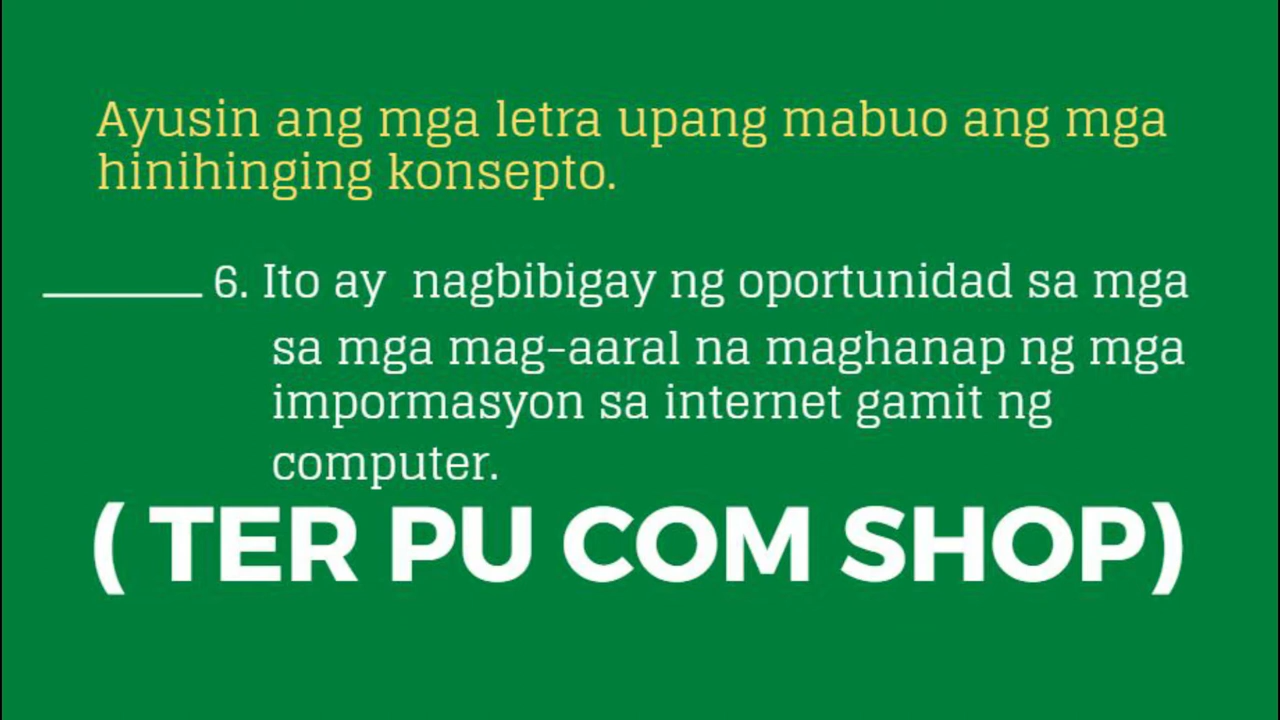 Ayusin ang mga letra upang mabuo ang mga
hinihinging konsepto.
______ 6. Ito ay nagbibigay ng oportunidad sa mga
sa mga mag-aaral na maghanap ng mga
impormasyon sa internet gamit ng
computer.
( TER PU COM SHOP)